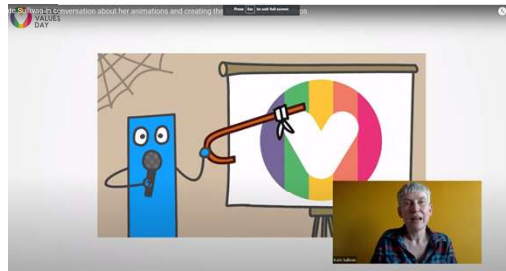 Sullivan in conversation about her animations and creating the
Press Esc to exit full screen
VALUES
DAY
Kate Sullivan